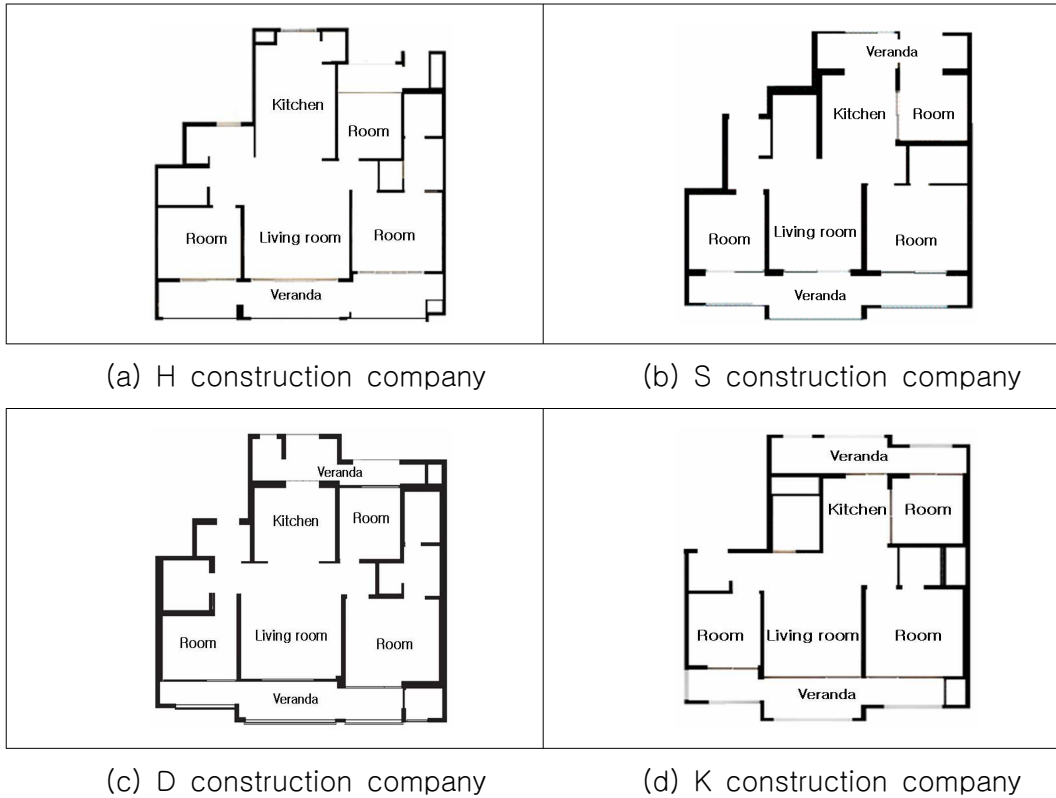 Kitchen
Room
Room
Living room
Room
Veranda
(a) H construction company
Veranda
Kitchen
Room
Room
Living room
Room
Veranda
(b) S construction company
Veranda
Kitchen
Room
Room
Living room
Room
Veranda
(c) D construction company
Veranda
Kitchen
Room
Room
Living room
Room
Veranda
(d) K construction company